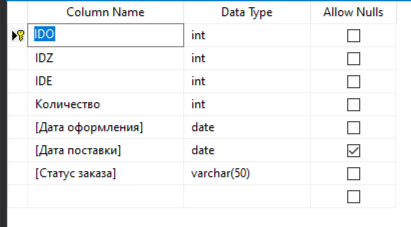 Column Name Data Type Allow Nulls
IDO int
IDZ int
IDE int
Количество int
[Дата оформления] date
[Дата поставки] date
[Статус заказа] varchar(50)